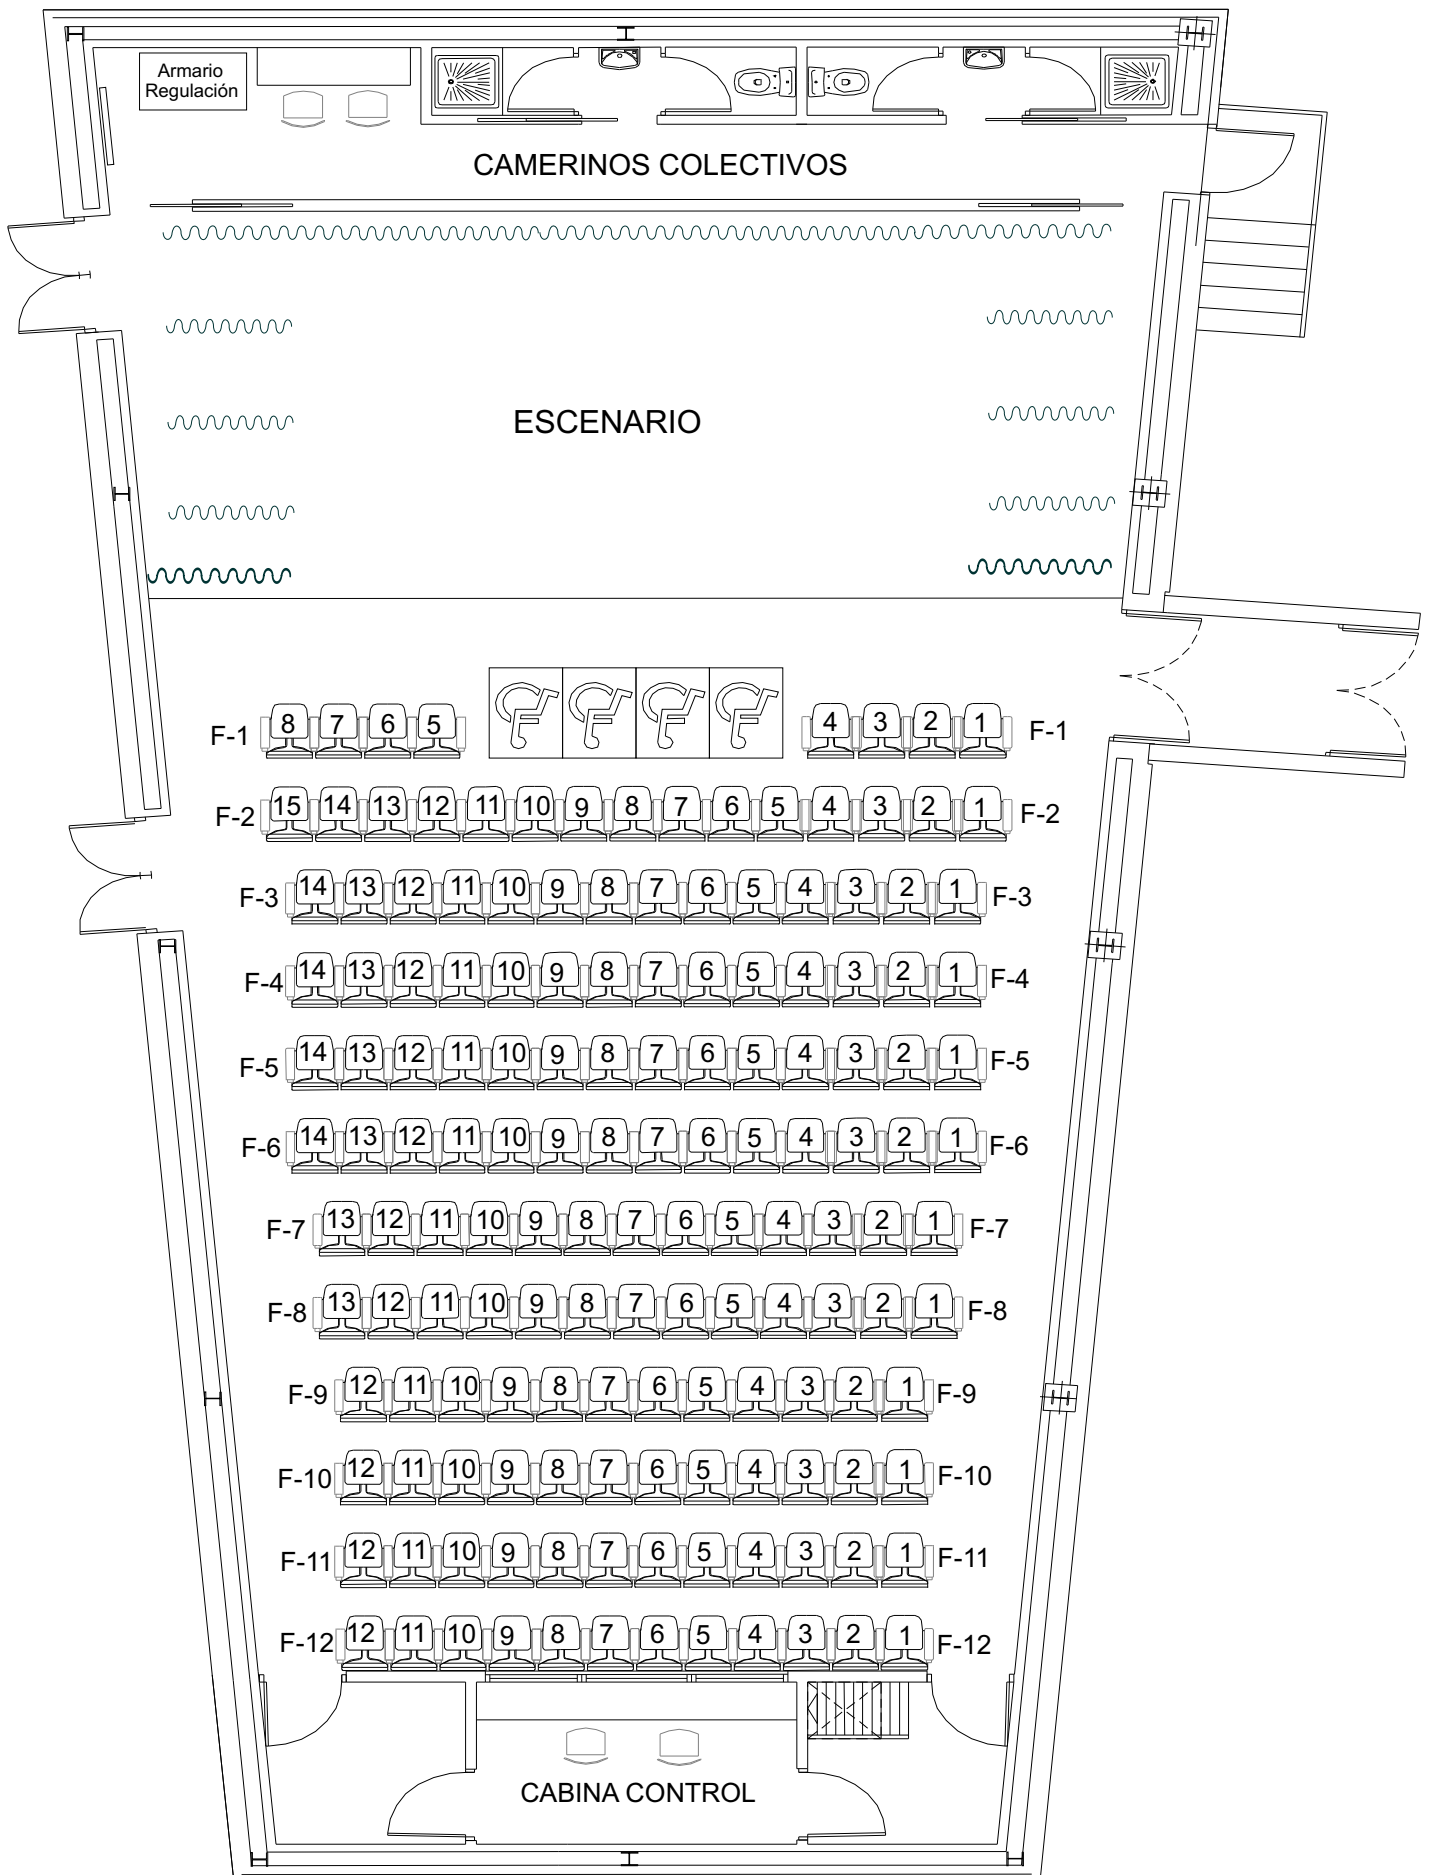 Armario
Regulación
CAMERINOS COLECTIVOS
ESCENARIO
F-1 8 7 6 5 4 3 2 1 F-1
F-2 15 14 13 12 11 10 9 8 7 6 5 4 3 2 1 F-2
F-3 14 13 12 11 10 9 8 7 6 5 4 3 2 1 F-3
F-4 14 13 12 11 10 9 8 7 6 5 4 3 2 1 F-4
F-5 14 13 12 11 10 9 8 7 6 5 4 3 2 1 F-5
F-6 14 13 12 11 10 9 8 7 6 5 4 3 2 1 F-6
F-7 13 12 11 10 9 8 7 6 5 4 3 2 1 F-7
F-8 13 12 11 10 9 8 7 6 5 4 3 2 1 F-8
F-9 12 11 10 9 8 7 6 5 4 3 2 1 F-9
F-10 12 11 10 9 8 7 6 5 4 3 2 1 F-10
F-11 12 11 10 9 8 7 6 5 4 3 2 1 F-11
F-12 12 11 10 9 8 7 6 5 4 3 2 1 F-12
CABINA CONTROL